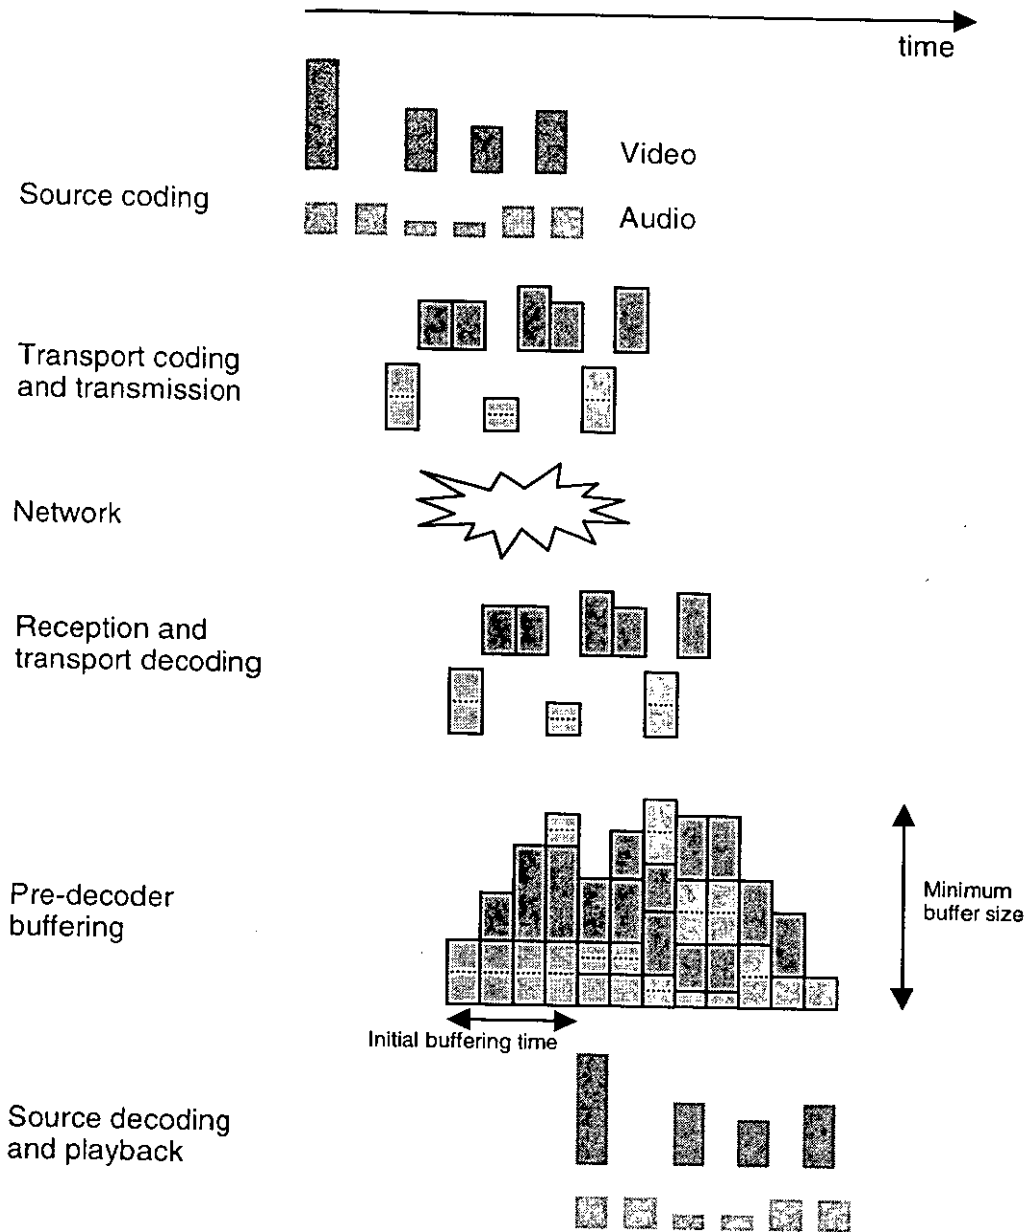 time
Video
Source coding
Audio
Transport coding
and transmission
Network
Reception and
transport decoding
Pre-decoder
buffering
Minimum
buffer size
Initial buffering time
Source decoding
and playback